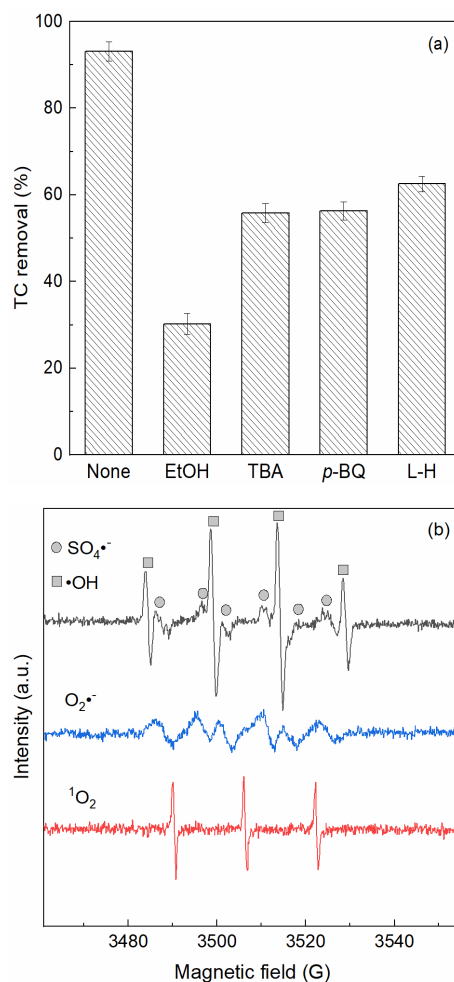 (a)
TC removal (%)
100
80
60
40
20
0
None EtOH TBA p-BQ L-H
(b)
SO₄•⁻
•OH
O₂•⁻
¹O₂
Intensity (a.u.)
3480 3500 3520 3540
Magnetic field (G)